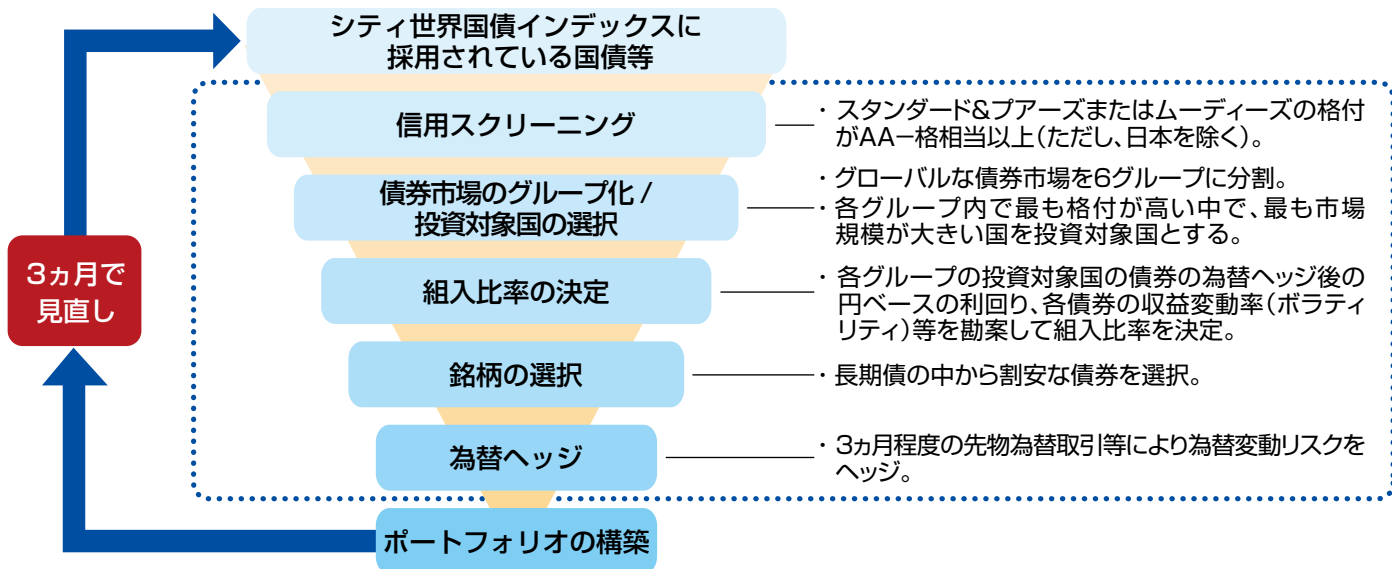 シティ世界国債インデックスに
採用されている国債等
信用スクリーニング
・スタンダード&プアーズまたはムーディーズの格付
がAA－格相当以上(ただし、日本を除く)。
債券市場のグループ化 /
投資対象国の選択
・グローバルな債券市場を6グループに分割。
・各グループ内で最も格付が高い中で、最も市場
規模が大きい国を投資対象国とする。
3ヵ月で
見直し
組入比率の決定
・各グループの投資対象国の債券の為替ヘッジ後の
円ベースの利回り、各債券の収益変動率(ボラティ
リティ)等を勘案して組入比率を決定。
銘柄の選択
・長期債の中から割安な債券を選択。
為替ヘッジ
・3ヵ月程度の先物為替取引等により為替変動リスクを
ヘッジ。
ポートフォリオの構築